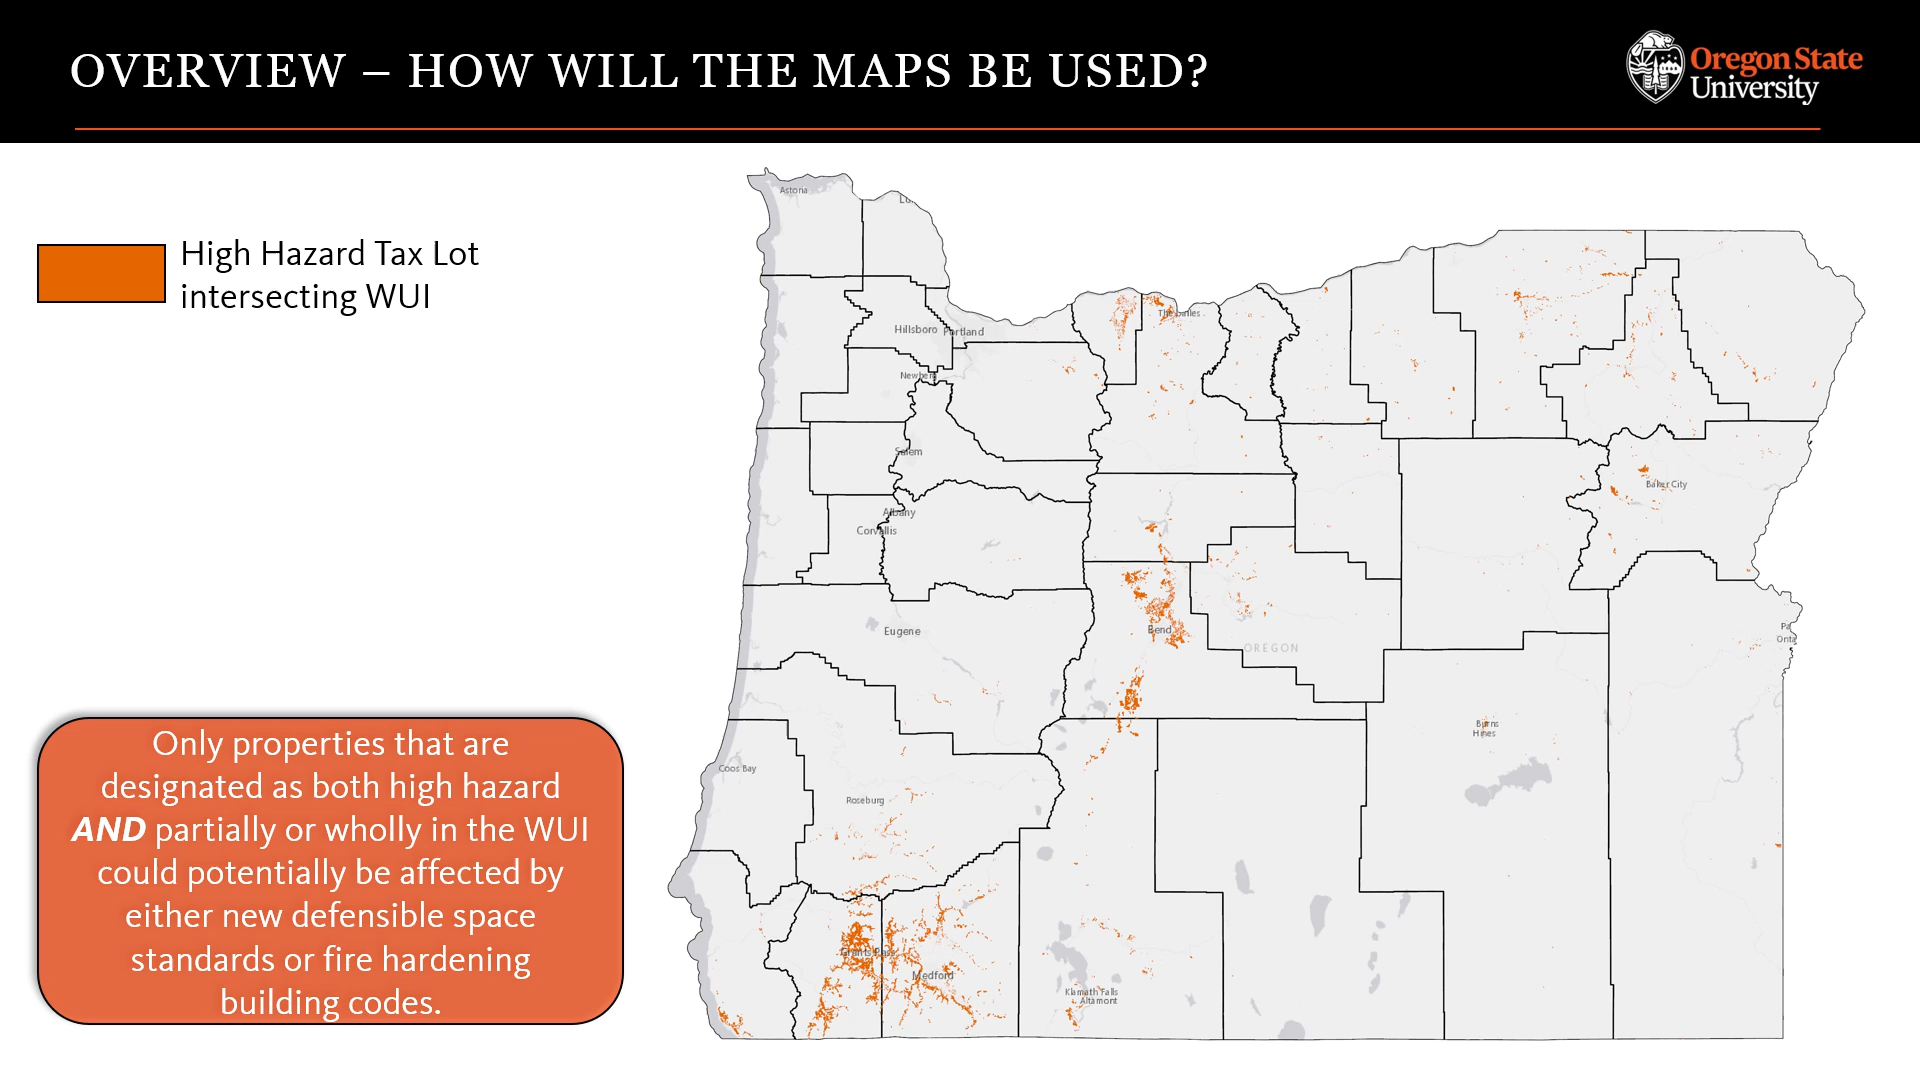 OVERVIEW – HOW WILL THE MAPS BE USED?
Oregon State
University
High Hazard Tax Lot
intersecting WUI
Only properties that are
designated as both high hazard
AND partially or wholly in the WUI
could potentially be affected by
either new defensible space
standards or fire hardening
building codes.
Hillsboro
Portland
Salem
Albany
Corvallis
Baker City
Eugene
Bend
OREGON
Burns
Hines
Coos Bay
Roseburg
Grants Pass
Medford
Klamath Falls
Altamont